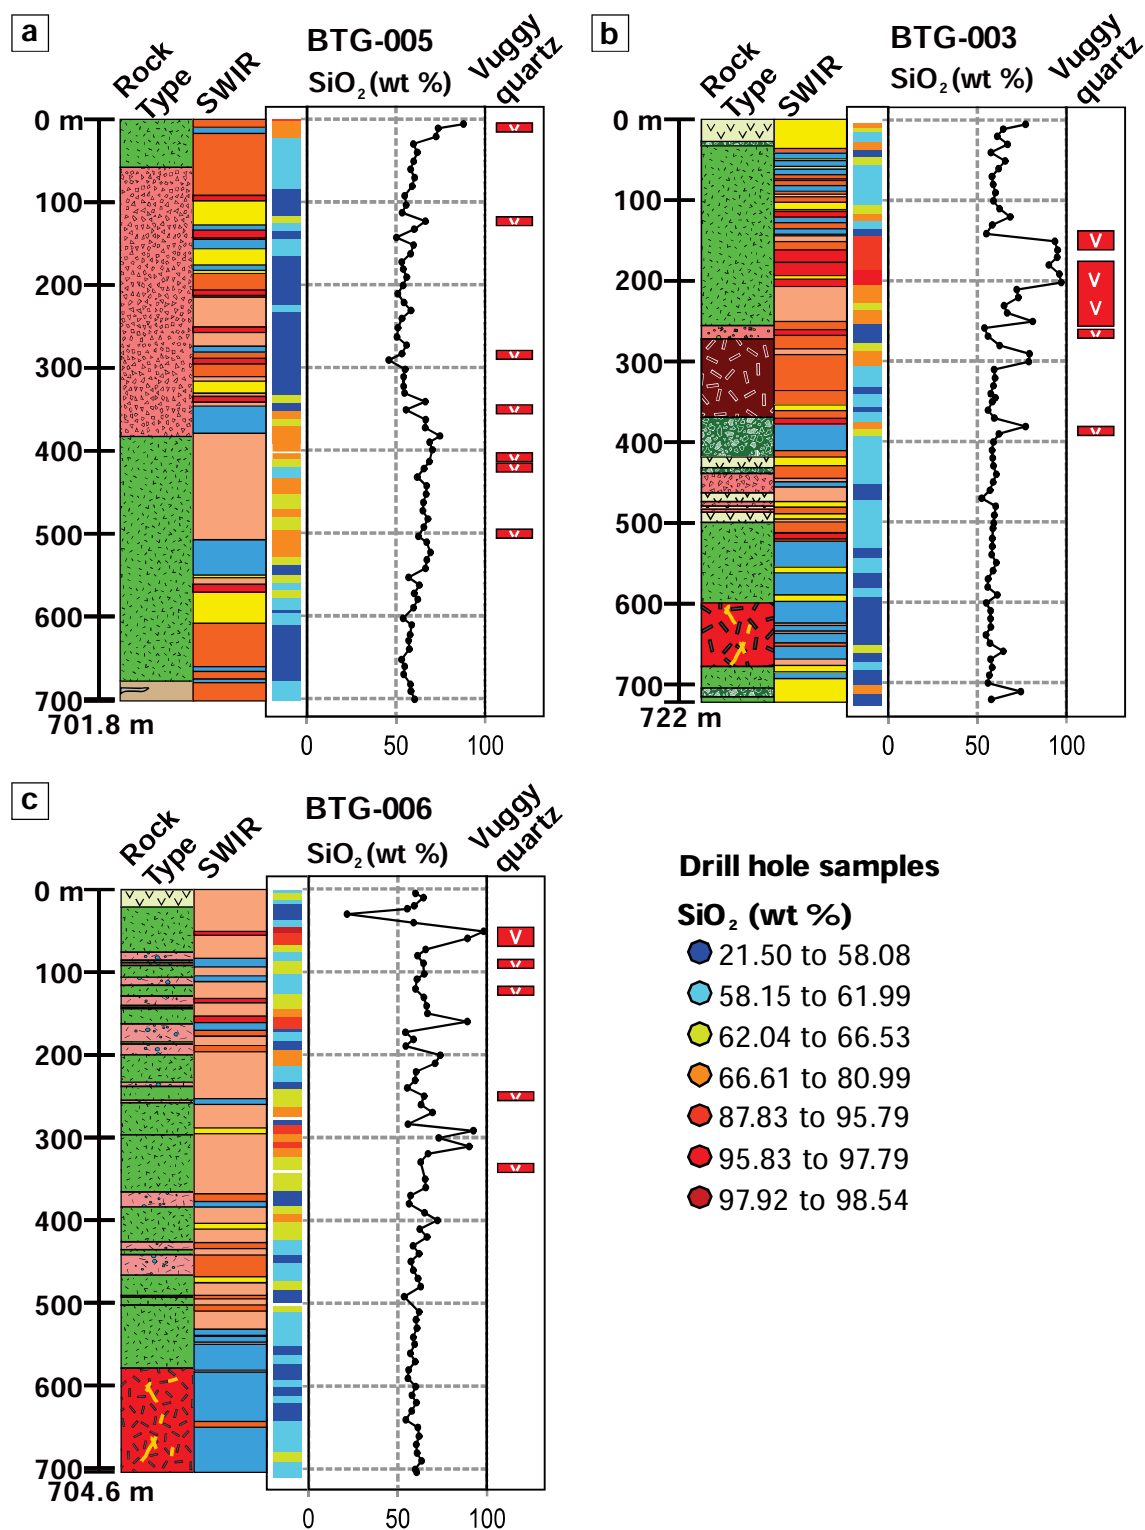 a
BTG-005
Rock
Type
SWIR
SiO₂ (wt %)
Vuggy
quartz
0 m
100
200
300
400
500
600
700
701.8 m
0 50 100
V
V
V
V
V
V
V
b
BTG-003
Rock
Type
SWIR
SiO₂ (wt %)
Vuggy
quartz
0 m
100
200
300
400
500
600
700
722 m
0 50 100
V
V
V
V
V
c
BTG-006
Rock
Type
SWIR
SiO₂ (wt %)
Vuggy
quartz
0 m
100
200
300
400
500
600
700
704.6 m
0 50 100
V
V
V
V
V
Drill hole samples
SiO₂ (wt %)
21.50 to 58.08
58.15 to 61.99
62.04 to 66.53
66.61 to 80.99
87.83 to 95.79
95.83 to 97.79
97.92 to 98.54